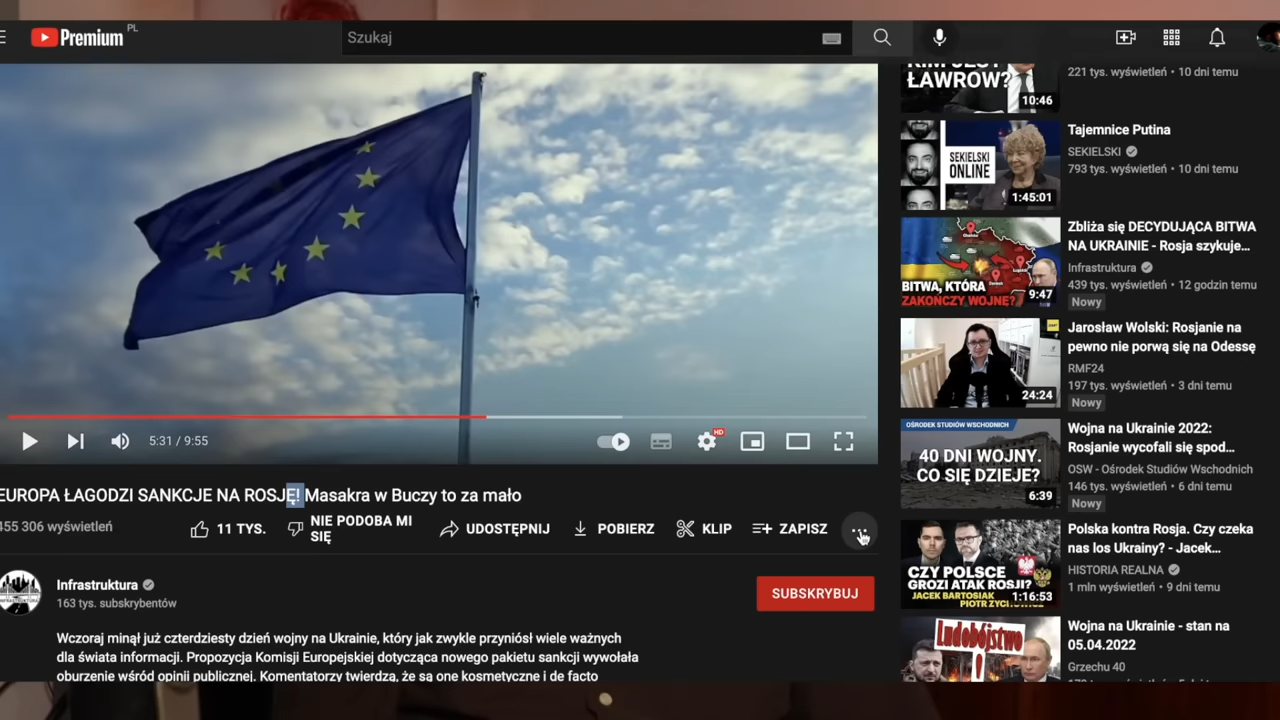 Premium PL
Szukaj
5:31 / 9:55
HD
EUROPA ŁAGODZI SANKCJE NA ROSJĘ! Masakra w Buczy to za mało
455 306 wyświetleń
11 TYS.
NIE PODOBA MI
SIĘ
UDOSTĘPNIJ
POBIERZ
KLIP
ZAPISZ
Infrastruktura
163 tys. subskrybentów
SUBSKRYBUJ
Wczoraj minął już czterdziesty dzień wojny na Ukrainie, który jak zwykle przyniósł wiele ważnych
dla świata informacji. Propozycja Komisji Europejskiej dotycząca nowego pakietu sankcji wywołała
oburzenie wśród opinii publicznej. Komentatorzy twierdzą, że są one kosmetyczne i de facto
KIM JEST
ŁAWROW?
10:46
221 tys. wyświetleń • 10 dni temu
SEKIELSKI
ONLINE
1:45:01
Tajemnice Putina
SEKIELSKI
793 tys. wyświetleń • 10 dni temu
BITWA, KTÓRA
ZAKOŃCZY WOJNĘ?
9:47
Zbliża się DECYDUJĄCA BITWA
NA UKRAINIE - Rosja szykuje...
Infrastruktura
439 tys. wyświetleń • 12 godzin temu
Nowy
24:24
Jarosław Wolski: Rosjanie na
pewno nie porwą się na Odessę
RMF24
197 tys. wyświetleń • 3 dni temu
Nowy
OŚRODEK STUDIÓW WSCHODNICH
40 DNI WOJNY.
CO SIĘ DZIEJE?
6:39
Wojna na Ukrainie 2022:
Rosjanie wycofali się spod...
OSW - Ośrodek Studiów Wschodnich
146 tys. wyświetleń • 6 dni temu
Nowy
CZY POLSCE
GROZI ATAK ROSJI?
JACEK BARTOSIAK
1:16:53
Polska kontra Rosja. Czy czeka
nas los Ukrainy? - Jacek...
HISTORIA REALNA
1 mln wyświetleń • 9 dni temu
Ludobójstwo
!
Wojna na Ukrainie - stan na
05.04.2022
Grzechu 40